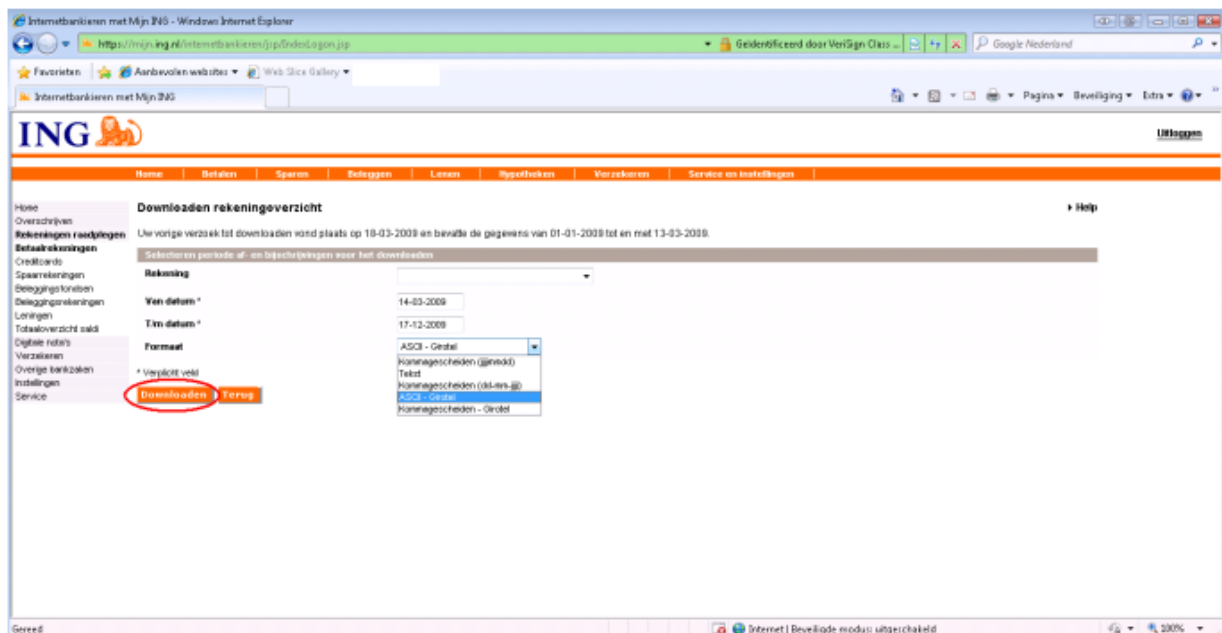 Internetbankieren met Mijn ING - Windows Internet Explorer
https://mijn.ing.nl/internetbankieren/jsp/IndexLogon.jsp
Geïdentificeerd door VeriSign Class ...
Google Nederland
Favorieten
Aanbevolen websites
Web Slice Gallery
Internetbankieren met Mijn ING
Pagina
Beveiliging
Extra
ING
Uitloggen
Home | Betalen | Sparen | Beleggen | Lenen | Hypotheken | Verzekeren | Service en instellingen |
Home
Overschrijven
Rekeningen raadplegen
Betaalrekeningen
Creditcards
Spaarrekeningen
Beleggingsfondsen
Beleggingsrekeningen
Leningen
Totaaloverzicht saldi
Digitale nota's
Verzekeren
Overige bankzaken
Instellingen
Service
Downloaden rekeningoverzicht
Help
Uw vorige verzoek tot downloaden vond plaats op 18-03-2009 en bevatte de gegevens van 01-01-2009 tot en met 13-03-2009.
Selecteren periode af- en bijschrijvingen voor het downloaden
Rekening
Van datum *
14-03-2009
T/m datum *
17-12-2009
Formaat
ASCII - Girotel
Kommagescheiden (jjjjmmdd)
Tekst
Kommagescheiden (dd-mm-jjjj)
ASCII - Girotel
Kommagescheiden - Girotel
* Verplicht veld
Downloaden
Terug
Gereed
Internet | Beveiligde modus: uitgeschakeld
100%